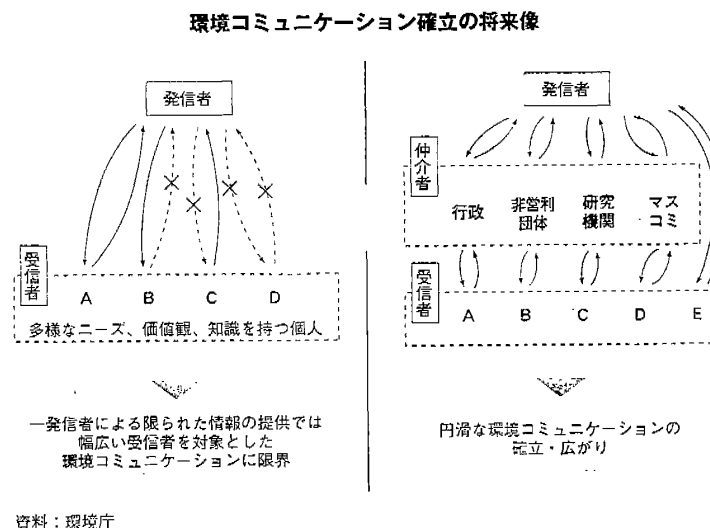 環境コミュニケーション確立の将来像
発信者
受信者
A B C D
多様なニーズ、価値観、知識を持つ個人
一発信者による限られた情報の提供では
幅広い受信者を対象とした
環境コミュニケーションに限界
発信者
仲介者
行政 非営利団体 研究機関 マスコミ
受信者
A B C D E
円滑な環境コミュニケーションの
確立・広がり
資料：環境庁